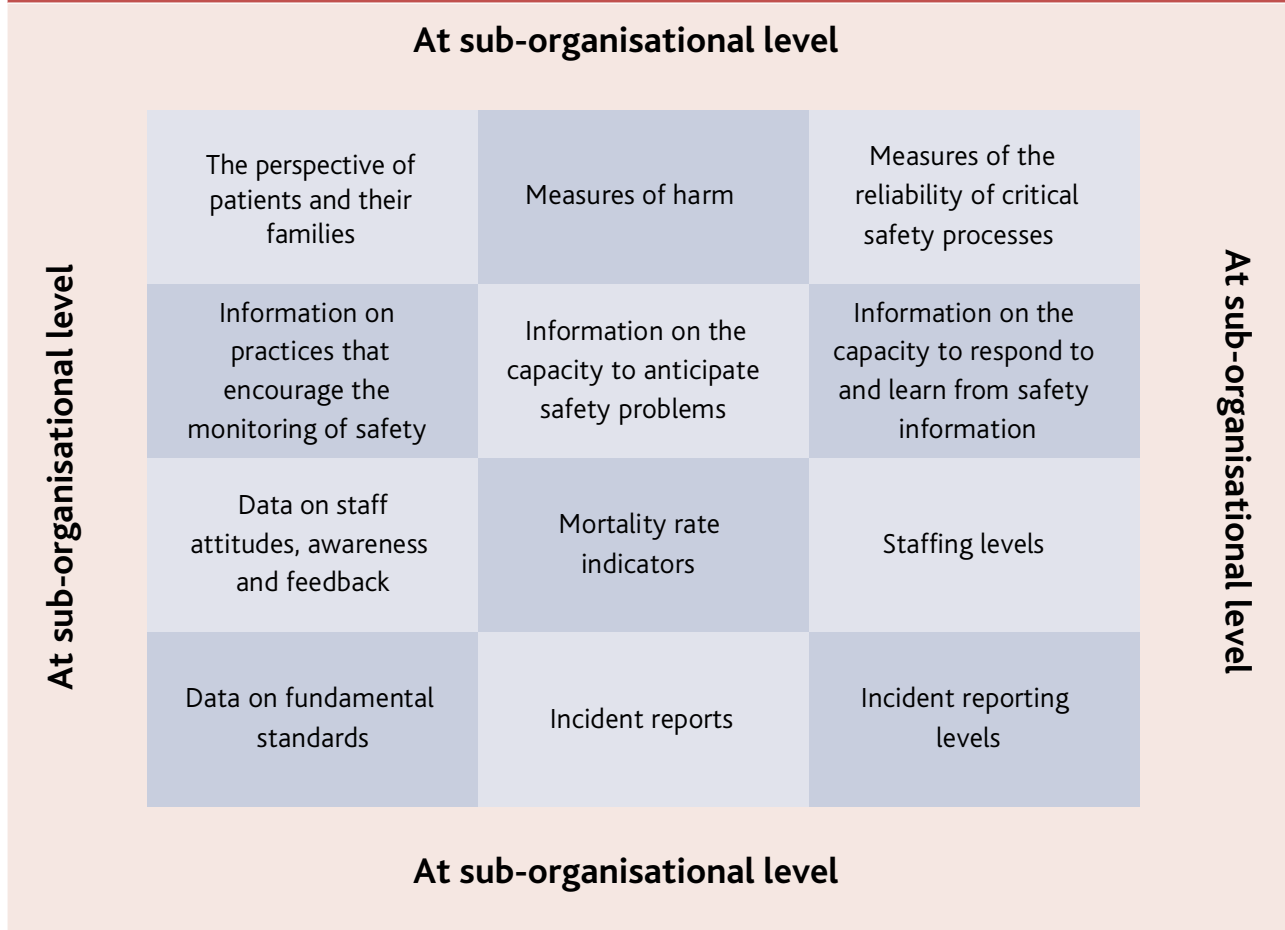 At sub-organisational level
At sub-organisational level
The perspective of
patients and their
families
Measures of harm
Measures of the
reliability of critical
safety processes
Information on
practices that
encourage the
monitoring of safety
Information on the
capacity to anticipate
safety problems
Information on the
capacity to respond to
and learn from safety
information
Data on staff
attitudes, awareness
and feedback
Mortality rate
indicators
Staffing levels
Data on fundamental
standards
Incident reports
Incident reporting
levels
At sub-organisational level
At sub-organisational level